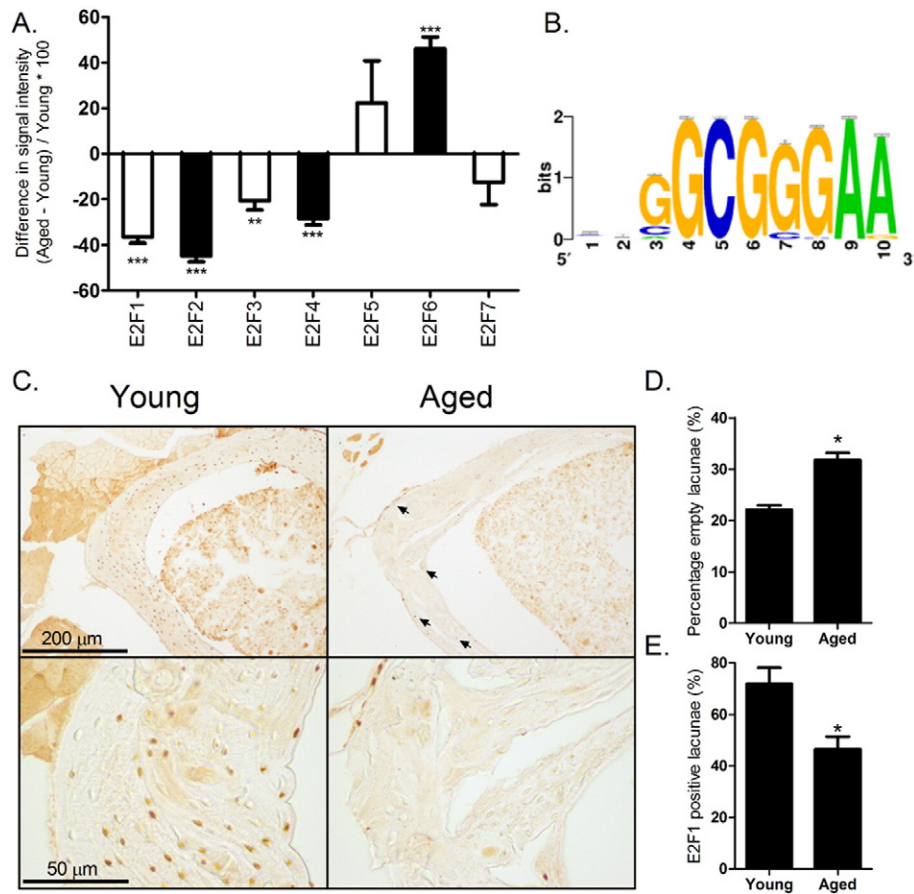 A.
Difference in signal intensity
(Aged - Young) / Young * 100
60
40
20
0
-20
-40
-60
***
***
**
***
***
E2F1
E2F2
E2F3
E2F4
E2F5
E2F6
E2F7
B.
bits
2
1
0
GGCGGGAA
5′
1
2
3
4
5
6
7
8
9
10
3′
C.
Young
Aged
200 μm
50 μm
D.
Percentage empty lacunae (%)
40
30
20
10
0
*
Young
Aged
E.
E2F1 positive lacunae (%)
80
60
40
20
0
*
Young
Aged